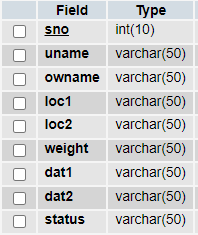 Field Type
sno int(10)
uname varchar(50)
owname varchar(50)
loc1 varchar(50)
loc2 varchar(50)
weight varchar(50)
dat1 varchar(50)
dat2 varchar(50)
status varchar(50)